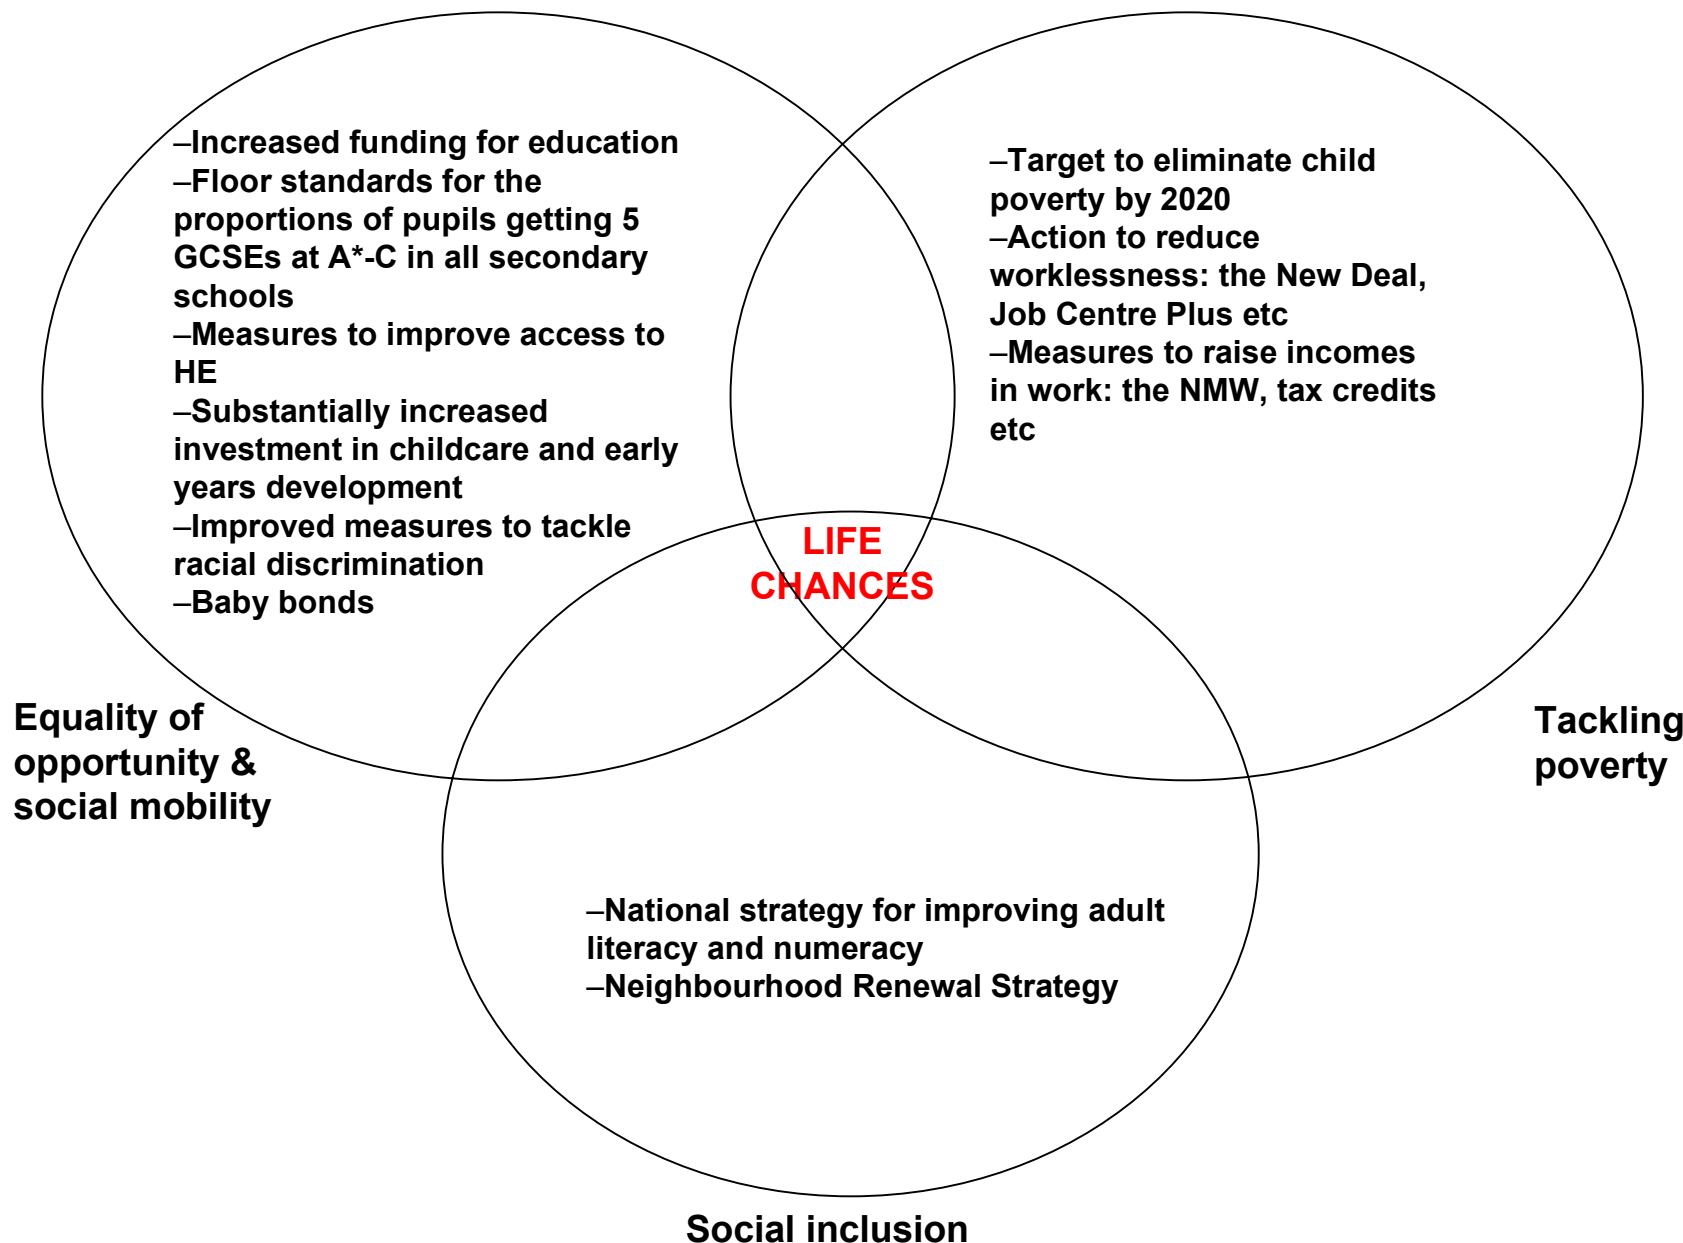 –Increased funding for education
–Floor standards for the
proportions of pupils getting 5
GCSEs at A*-C in all secondary
schools
–Measures to improve access to
HE
–Substantially increased
investment in childcare and early
years development
–Improved measures to tackle
racial discrimination
–Baby bonds
–Target to eliminate child
poverty by 2020
–Action to reduce
worklessness: the New Deal,
Job Centre Plus etc
–Measures to raise incomes
in work: the NMW, tax credits
etc
LIFE
CHANCES
Equality of
opportunity &
social mobility
Tackling
poverty
–National strategy for improving adult
literacy and numeracy
–Neighbourhood Renewal Strategy
Social inclusion